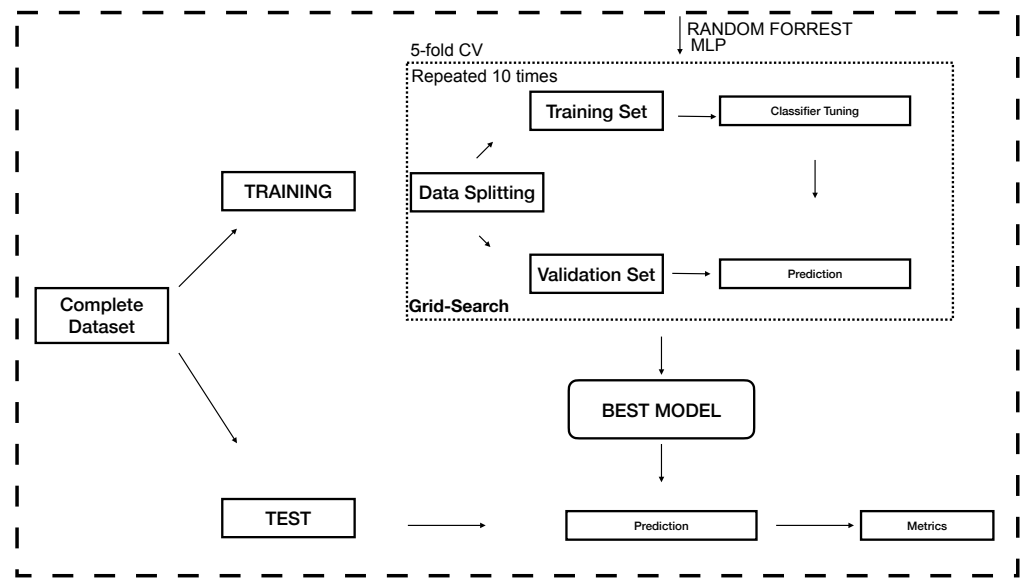 RANDOM FORREST
MLP
5-fold CV
Repeated 10 times
Training Set
Classifier Tuning
TRAINING
Data Splitting
Validation Set
Prediction
Grid-Search
Complete
Dataset
BEST MODEL
TEST
Prediction
Metrics